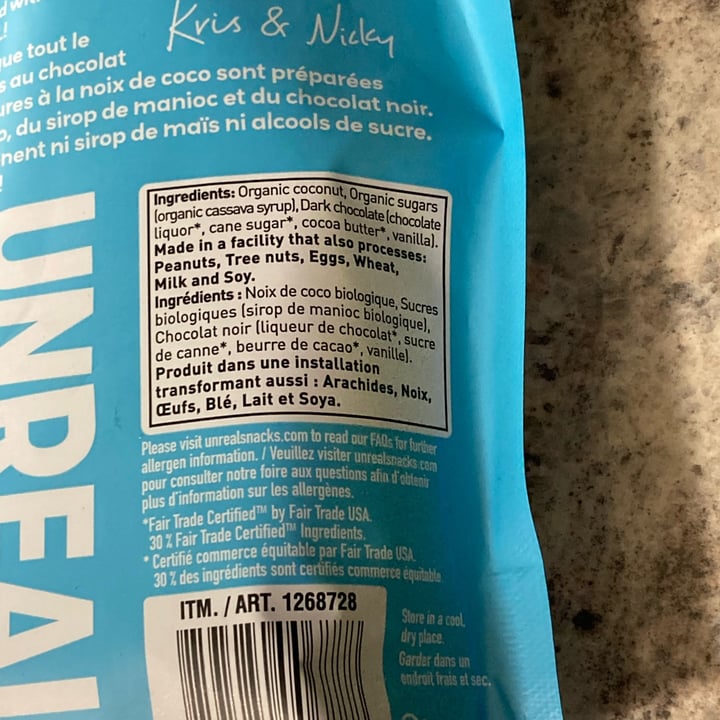 Kris & Nicky
tout le
au chocolat
à la noix de coco sont préparées
du sirop de manioc et du chocolat noir.
ni sirop de maïs ni alcools de sucre.
UNREAL
Ingredients: Organic coconut, Organic sugars
(organic cassava syrup), Dark chocolate (chocolate
liquor*, cane sugar*, cocoa butter*, vanilla).
Made in a facility that also processes:
Peanuts, Tree nuts, Eggs, Wheat,
Milk and Soy.
Ingrédients : Noix de coco biologique, Sucres
biologiques (sirop de manioc biologique),
Chocolat noir (liqueur de chocolat*, sucre
de canne*, beurre de cacao*, vanille).
Produit dans une installation
transformant aussi : Arachides, Noix,
Œufs, Blé, Lait et Soya.
Please visit unrealsnacks.com to read our FAQs for further
allergen information. / Veuillez visiter unrealsnacks.com
pour consulter notre foire aux questions afin d'obtenir
plus d'information sur les allergènes.
*Fair Trade Certified™ by Fair Trade USA.
30 % Fair Trade Certified™ Ingredients.
* Certifié commerce équitable par Fair Trade USA.
30 % des ingrédients sont certifiés commerce équitable
ITM. / ART. 1268728
Store in a cool,
dry place.
Garder dans un
endroit frais et sec.